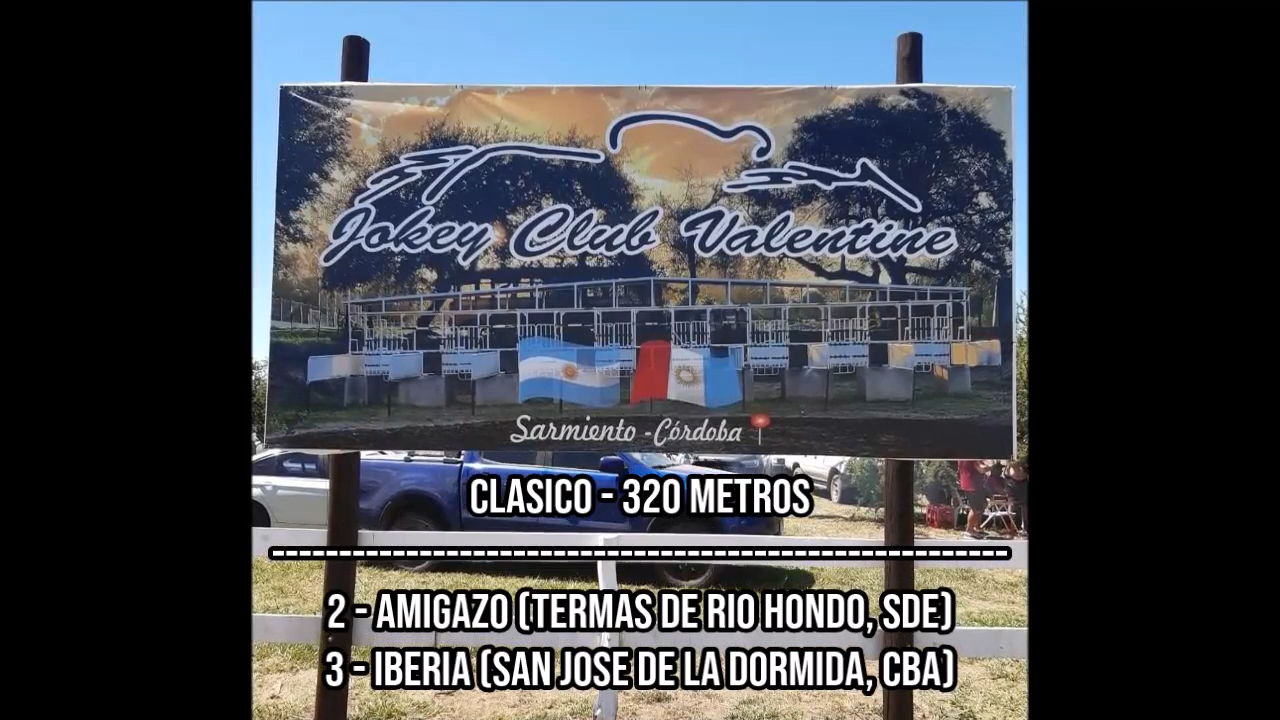 Jokey Club Valentine
Sarmiento - Córdoba
CLASICO - 320 METROS
------------------------------------------------------------
2 - AMIGAZO (TERMAS DE RIO HONDO, SDE)
3 - IBERIA (SAN JOSE DE LA DORMIDA, CBA)